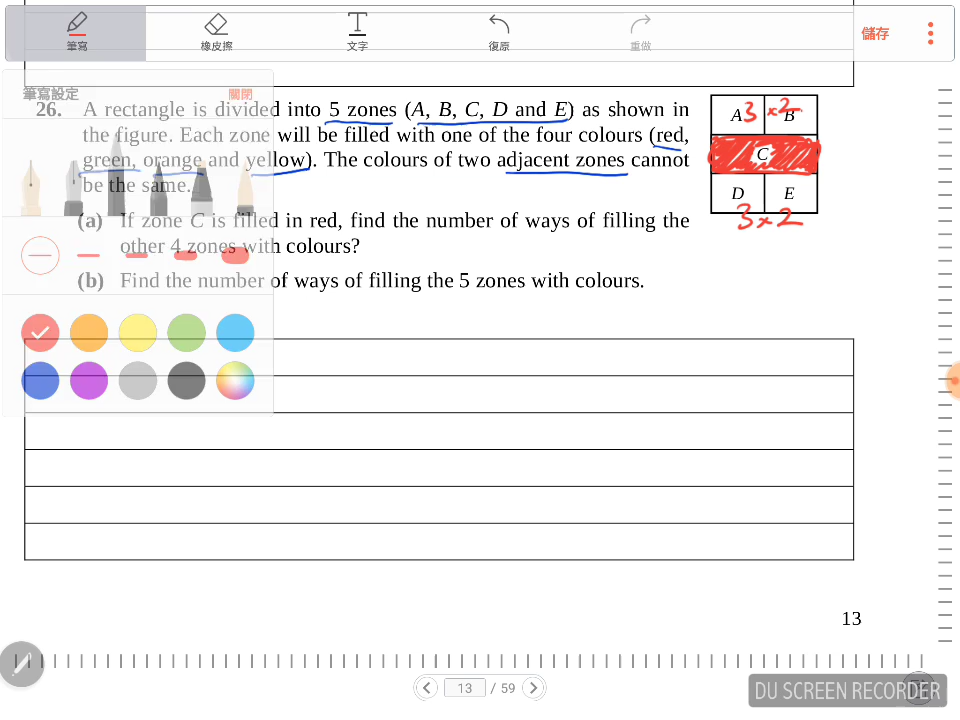 筆寫
橡皮擦
文字
復原
重做
儲存
筆寫設定
關閉
26. A rectangle is divided into 5 zones (A, B, C, D and E) as shown in
the figure. Each zone will be filled with one of the four colours (red,
green, orange and yellow). The colours of two adjacent zones cannot
be the same.
(a) If zone C is filled in red, find the number of ways of filling the
other 4 zones with colours?
(b) Find the number of ways of filling the 5 zones with colours.
A 3 ×2 B
C
D E
3 × 2
13
13 / 59
DU SCREEN RECORDER